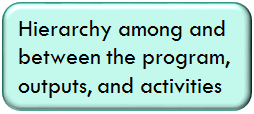 Hierarchy among and
between the program,
outputs, and activities